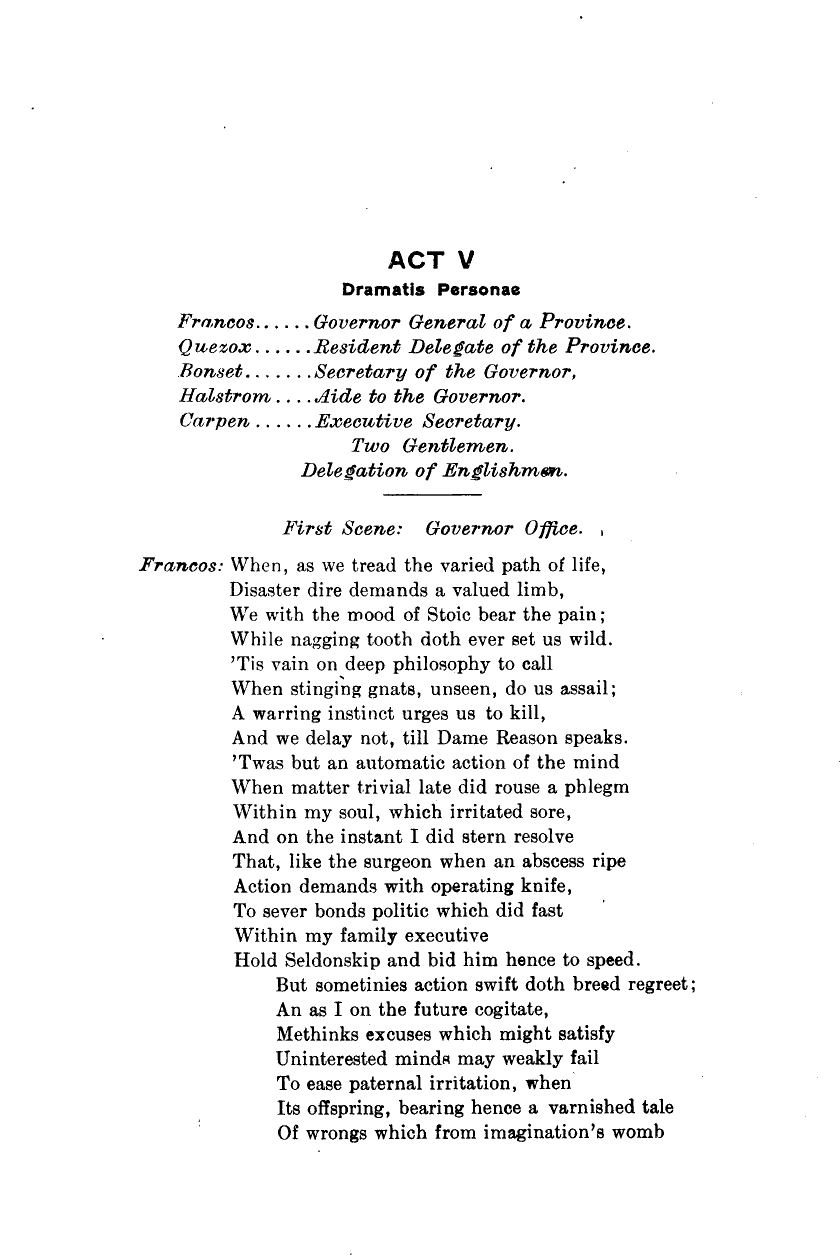 ACT V
Dramatis Personae
Francos......Governor General of a Province.
Quezox......Resident Delegate of the Province.
Bonset.......Secretary of the Governor,
Halstrom....Aide to the Governor.
Carpen......Executive Secretary.
Two Gentlemen.
Delegation of Englishmen.
First Scene: Governor Office.
Francos: When, as we tread the varied path of life,
Disaster dire demands a valued limb,
We with the mood of Stoic bear the pain;
While nagging tooth doth ever set us wild.
'Tis vain on deep philosophy to call
When stinging gnats, unseen, do us assail;
A warring instinct urges us to kill,
And we delay not, till Dame Reason speaks.
'Twas but an automatic action of the mind
When matter trivial late did rouse a phlegm
Within my soul, which irritated sore,
And on the instant I did stern resolve
That, like the surgeon when an abscess ripe
Action demands with operating knife,
To sever bonds politic which did fast
Within my family executive
Hold Seldonskip and bid him hence to speed.
But sometinies action swift doth breed regreet;
An as I on the future cogitate,
Methinks excuses which might satisfy
Uninterested minds may weakly fail
To ease paternal irritation, when
Its offspring, bearing hence a varnished tale
Of wrongs which from imagination's womb